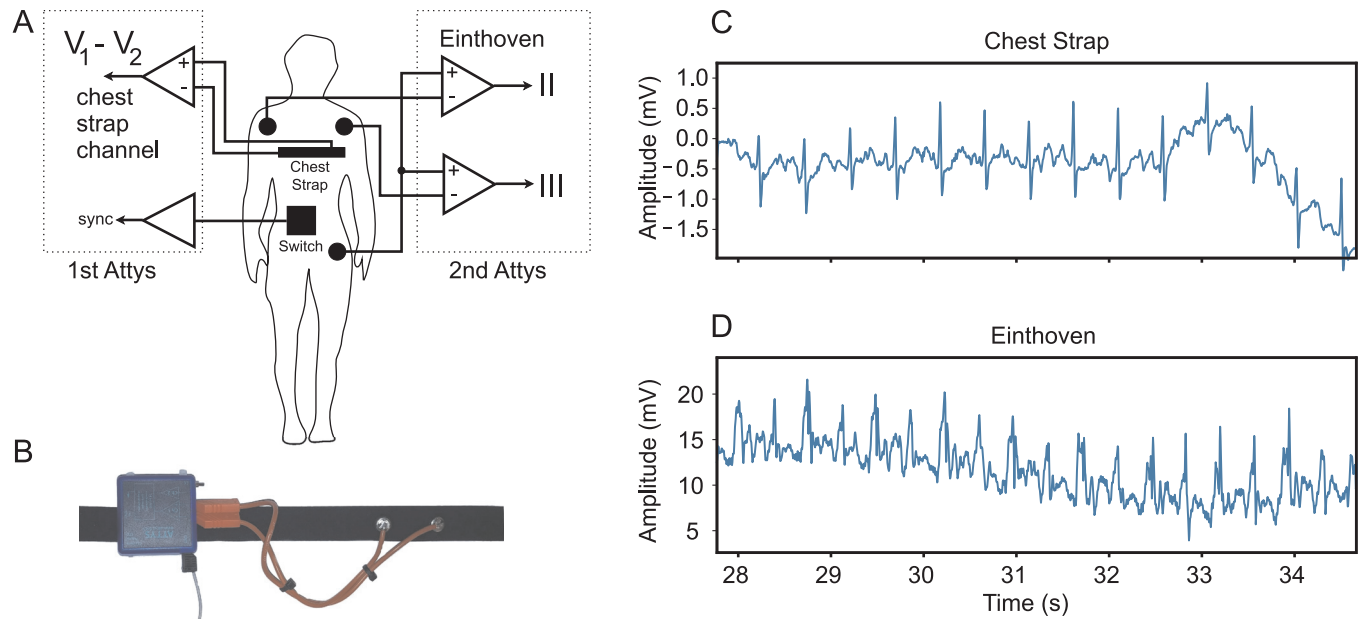 A
V1 - V2
chest
strap
channel
+
-
sync
1st Attys
Chest
Strap
Switch
Einthoven
+
-
II
+
-
III
2nd Attys
B
C
Chest Strap
Amplitude (mV)
1.0
0.5
0.0
−0.5
−1.0
−1.5
D
Einthoven
Amplitude (mV)
20
15
10
5
28 29 30 31 32 33 34
Time (s)